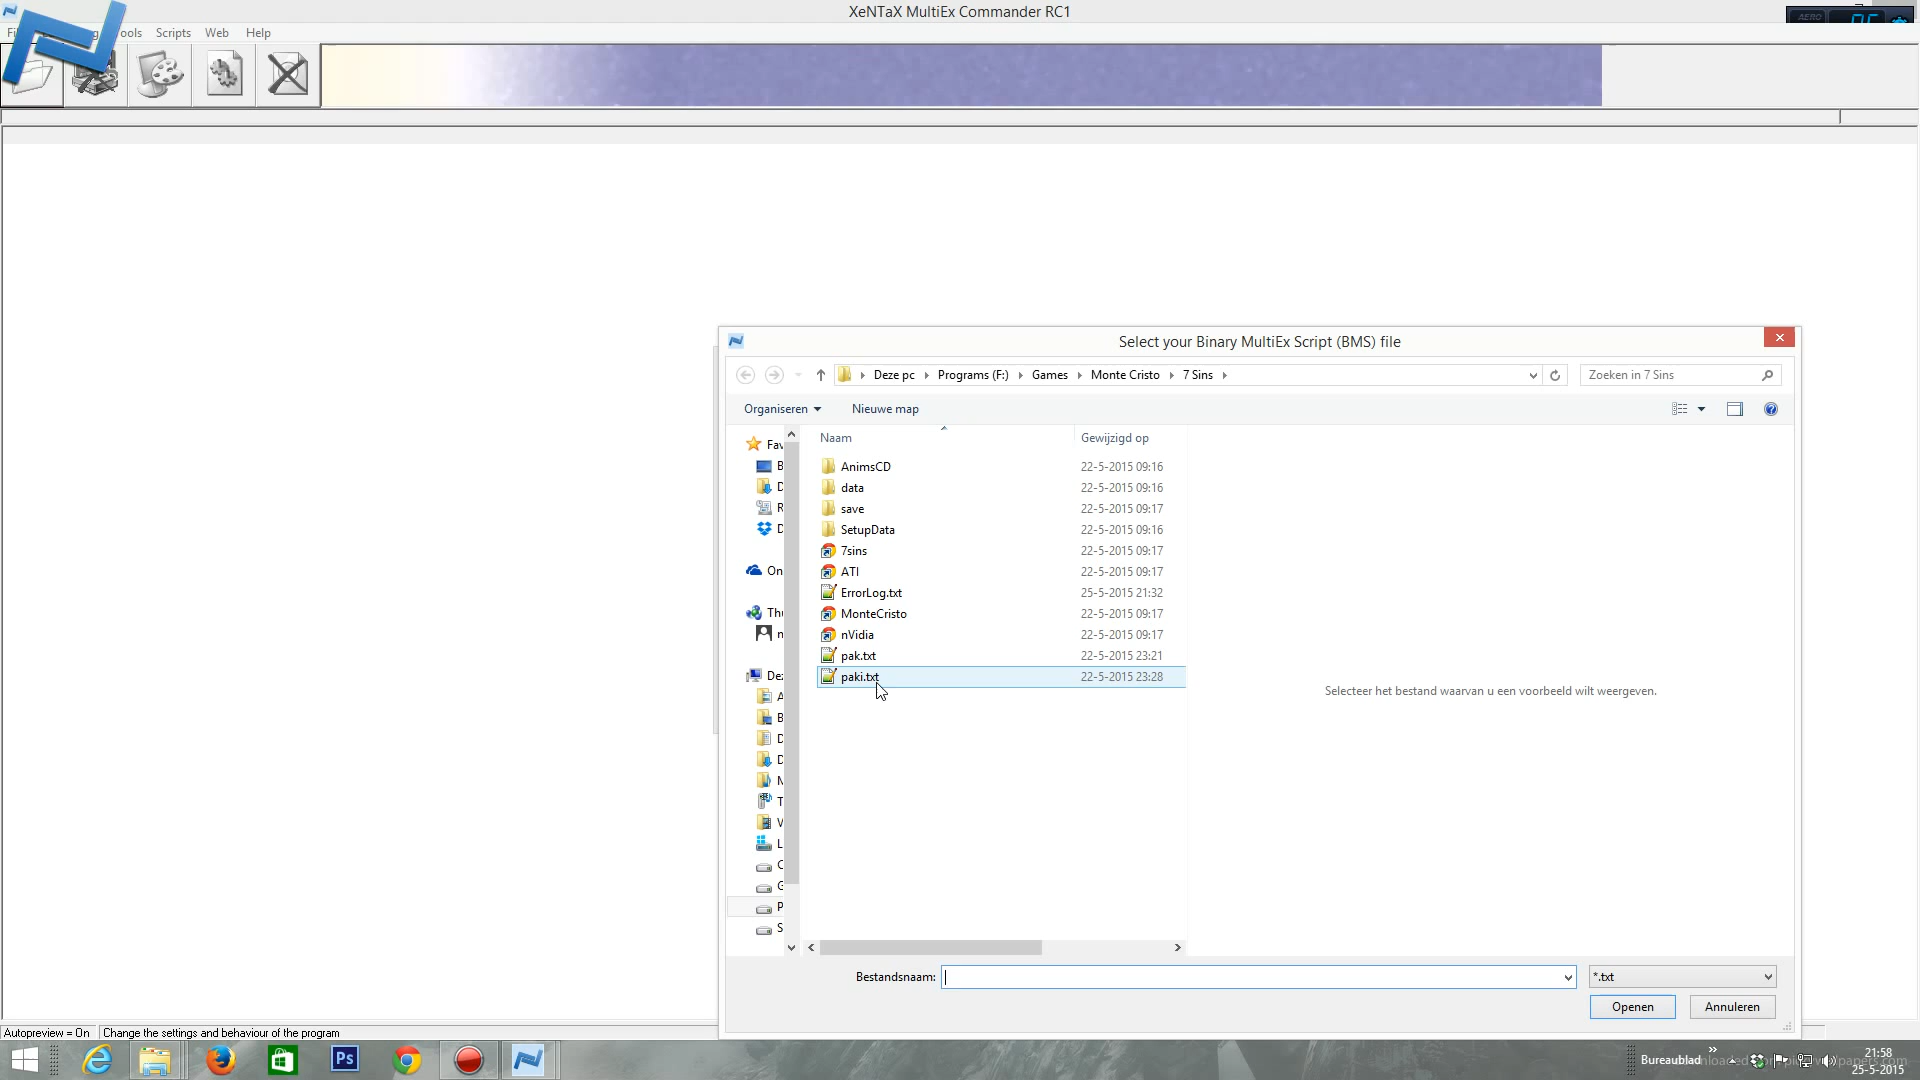 XeNTaX MultiEx Commander RC1
Tools Scripts Web Help
Select your Binary MultiEx Script (BMS) file
Deze pc Programs (F:) Games Monte Cristo 7 Sins
Zoeken in 7 Sins
Organiseren Nieuwe map
Naam Gewijzigd op
Fav
AnimsCD 22-5-2015 09:16
B
data 22-5-2015 09:16
D
save 22-5-2015 09:17
R
SetupData 22-5-2015 09:16
D
7sins 22-5-2015 09:17
On
ATI 22-5-2015 09:17
ErrorLog.txt 25-5-2015 21:32
Thu
MonteCristo 22-5-2015 09:17
n
nVidia 22-5-2015 09:17
pak.txt 22-5-2015 23:21
Dez
paki.txt 22-5-2015 23:28
Selecteer het bestand waarvan u een voorbeeld wilt weergeven.
A
B
D
D
M
T
V
L
C
G
P
S
Bestandsnaam: *.txt
Openen Annuleren
Autopreview = On Change the settings and behaviour of the program
Ps
Bureaublad
21:58
25-5-2015